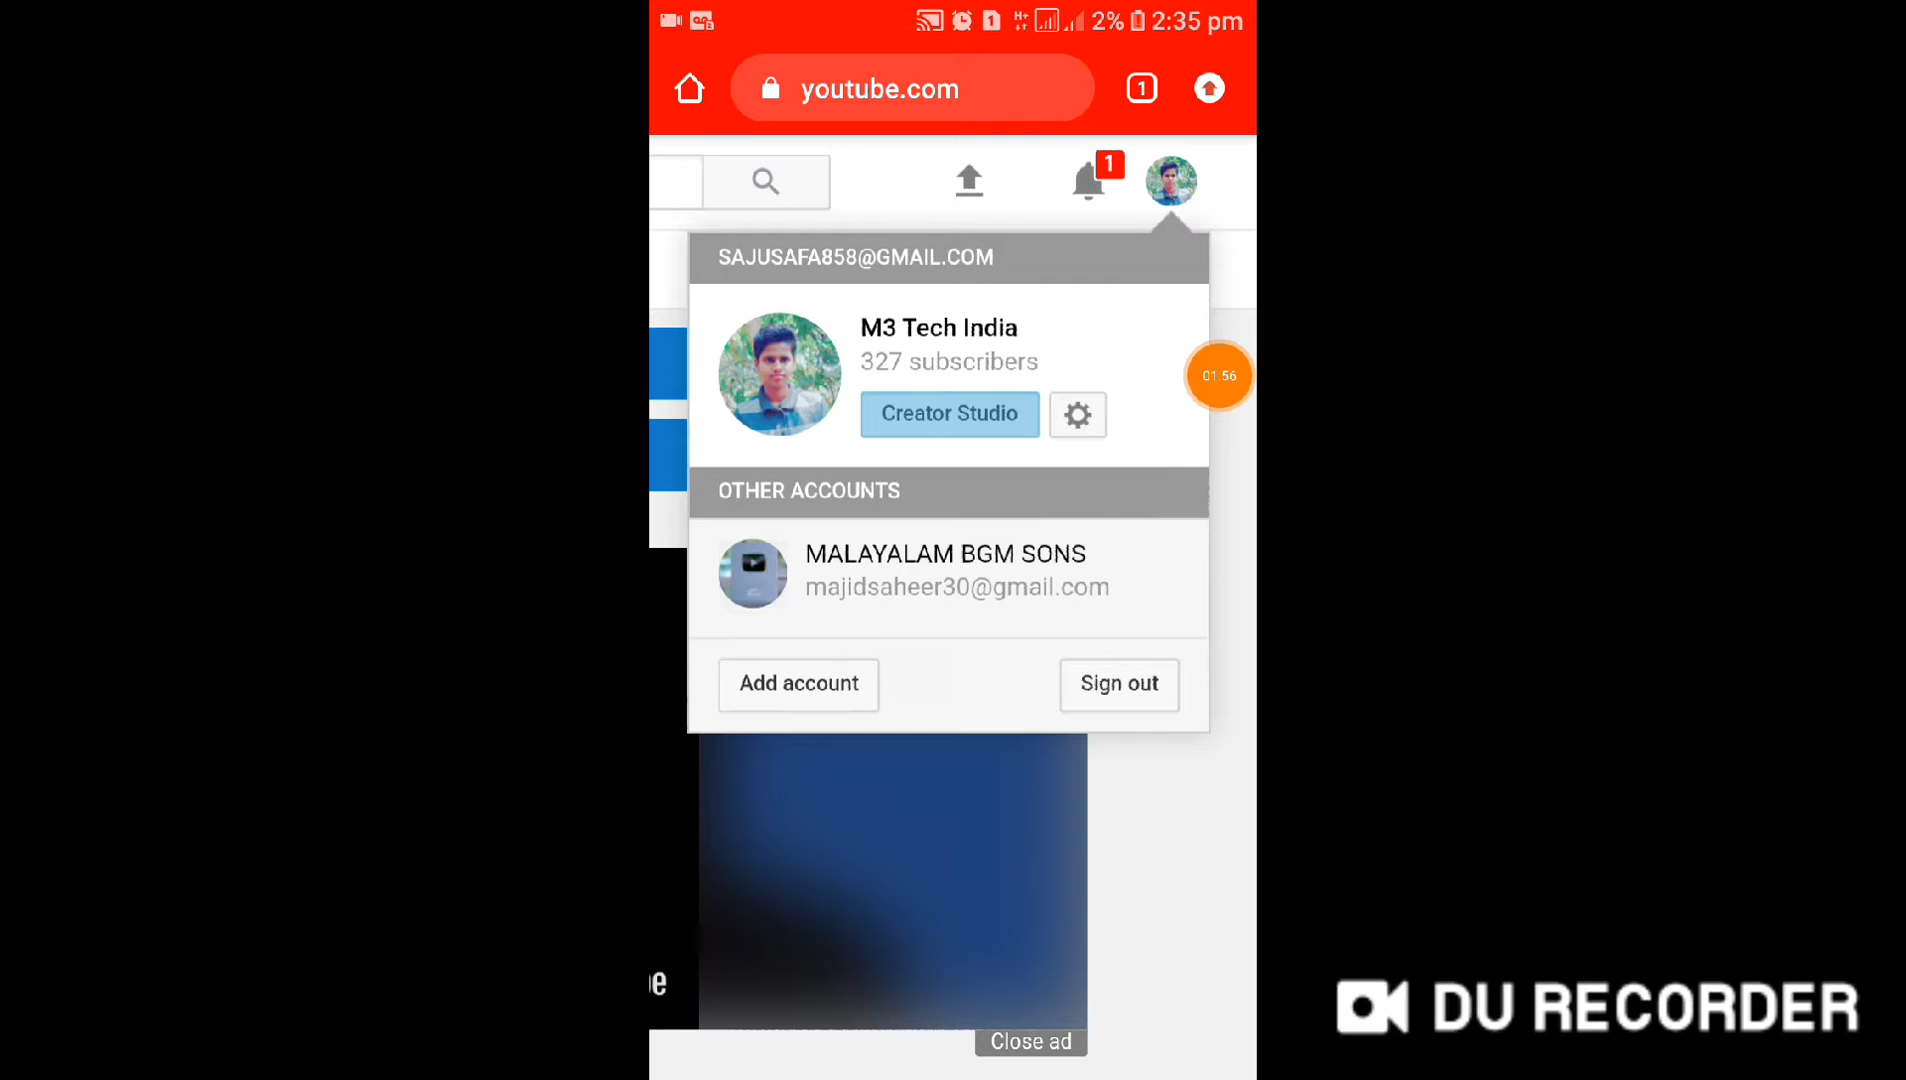 2% 2:35 pm
youtube.com
1
1
SAJUSAFA858@GMAIL.COM
M3 Tech India
327 subscribers
01:56
Creator Studio
OTHER ACCOUNTS
MALAYALAM BGM SONS
majidsaheer30@gmail.com
Add account
Sign out
be
Close ad
DU RECORDER